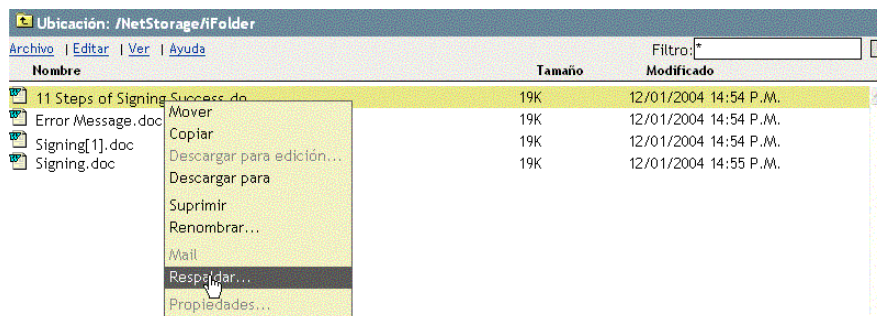 Ubicación: /NetStorage/iFolder
Archivo | Editar | Ver | Ayuda Filtro: *
Nombre Tamaño Modificado
11 Steps of Signing Success.do 19K 12/01/2004 14:54 P.M.
Error Message.doc 19K 12/01/2004 14:54 P.M.
Signing[1].doc 19K 12/01/2004 14:54 P.M.
Signing.doc 19K 12/01/2004 14:55 P.M.
Mover
Copiar
Descargar para edición...
Descargar para
Suprimir
Renombrar...
Mail
Respaldar...
Propiedades...